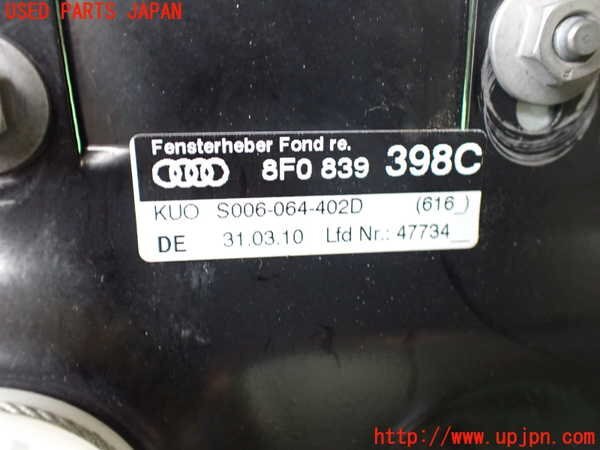 USED PARTS JAPAN
Fensterheber Fond re.
8F0 839 398C
KUO S006-064-402D (616_)
DE 31.03.10 Lfd Nr.: 47734_
http://www.upjpn.com/